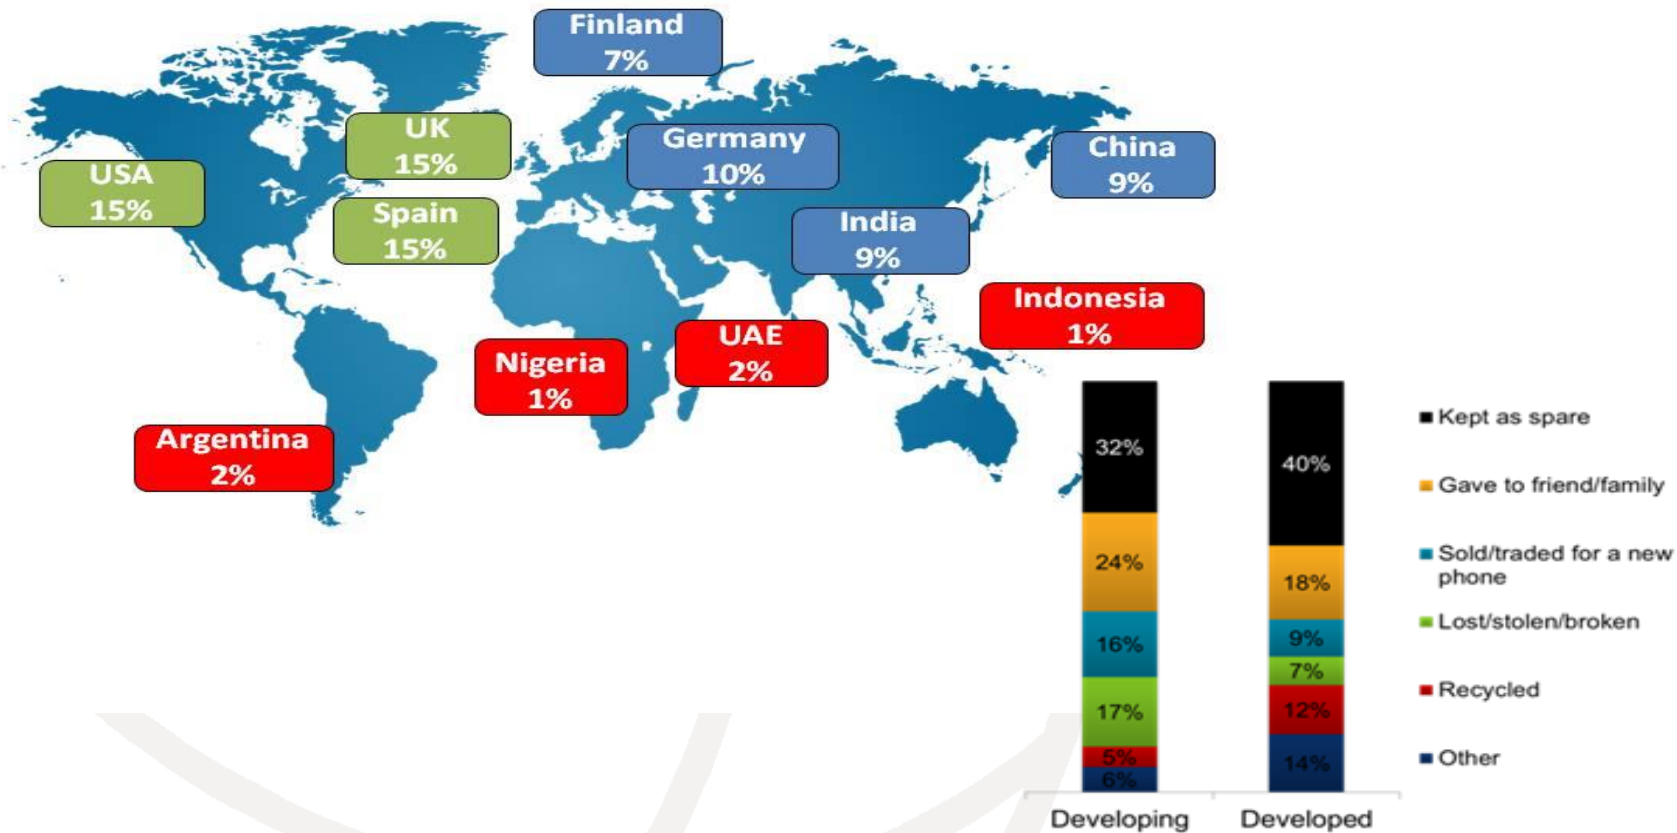 Finland
7%
UK
15%
Germany
10%
China
9%
USA
15%
Spain
15%
India
9%
Indonesia
1%
UAE
2%
Nigeria
1%
Argentina
2%
32%
24%
16%
17%
5%
6%
Developing
40%
18%
9%
7%
12%
14%
Developed
Kept as spare
Gave to friend/family
Sold/traded for a new
phone
Lost/stolen/broken
Recycled
Other